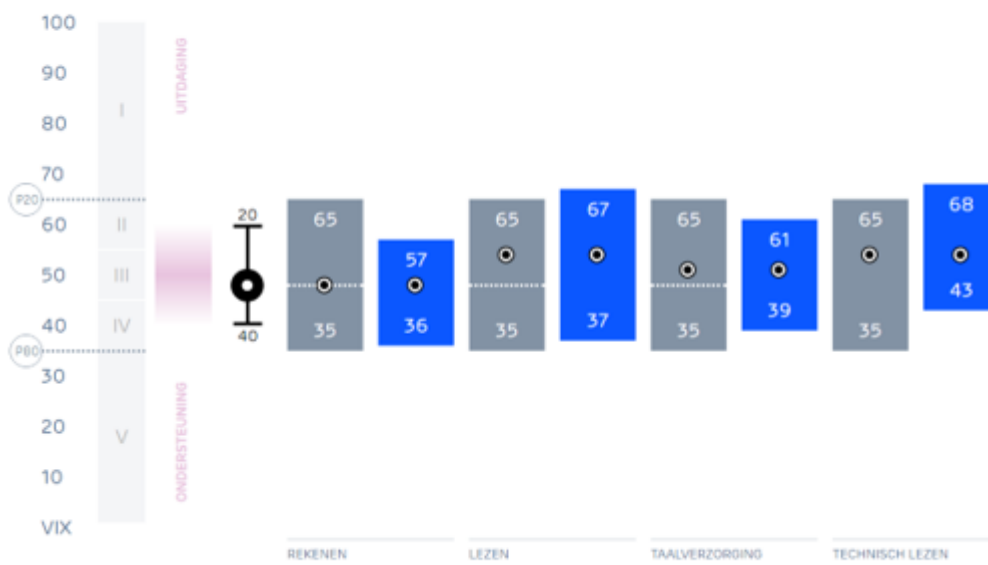 100
90
80
70
60
50
40
30
20
10
VIX
P20
P80
I
II
III
IV
V
UITDAGING
ONDERSTEUNING
20
40
65
35
57
36
65
35
67
37
65
35
61
39
65
35
68
43
REKENEN
LEZEN
TAALVERZORGING
TECHNISCH LEZEN